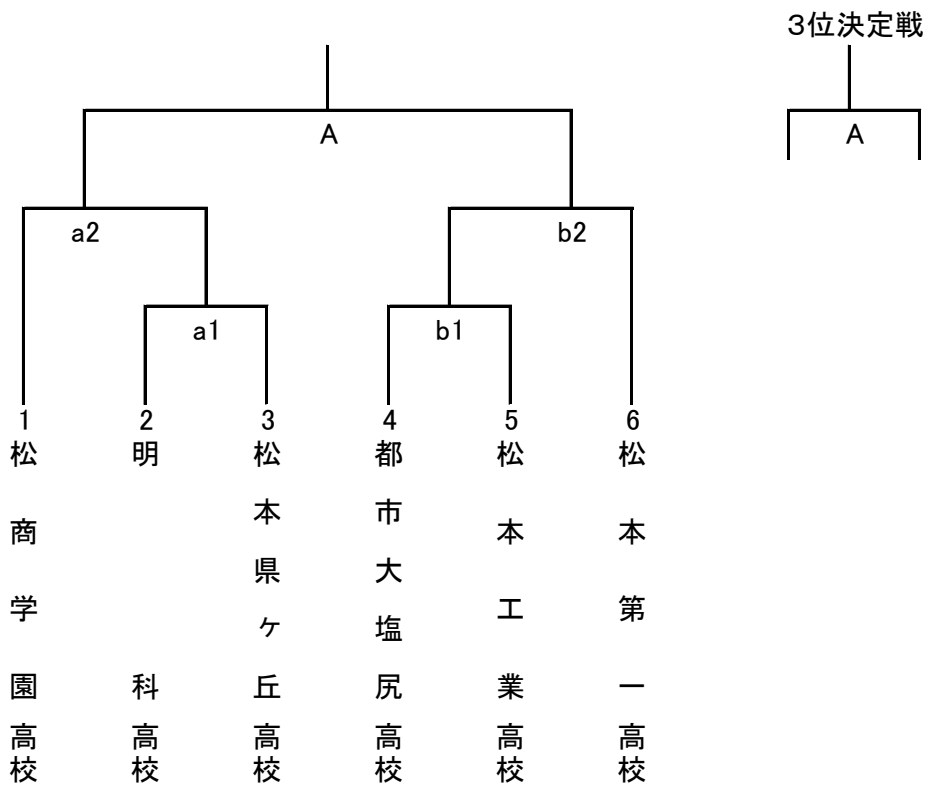 3位決定戦
A
A
a2
b2
a1
b1
1
2
3
4
5
6
松商学園高校
明科高校
松本県ヶ丘高校
都市大塩尻高校
松本工業高校
松本第一高校